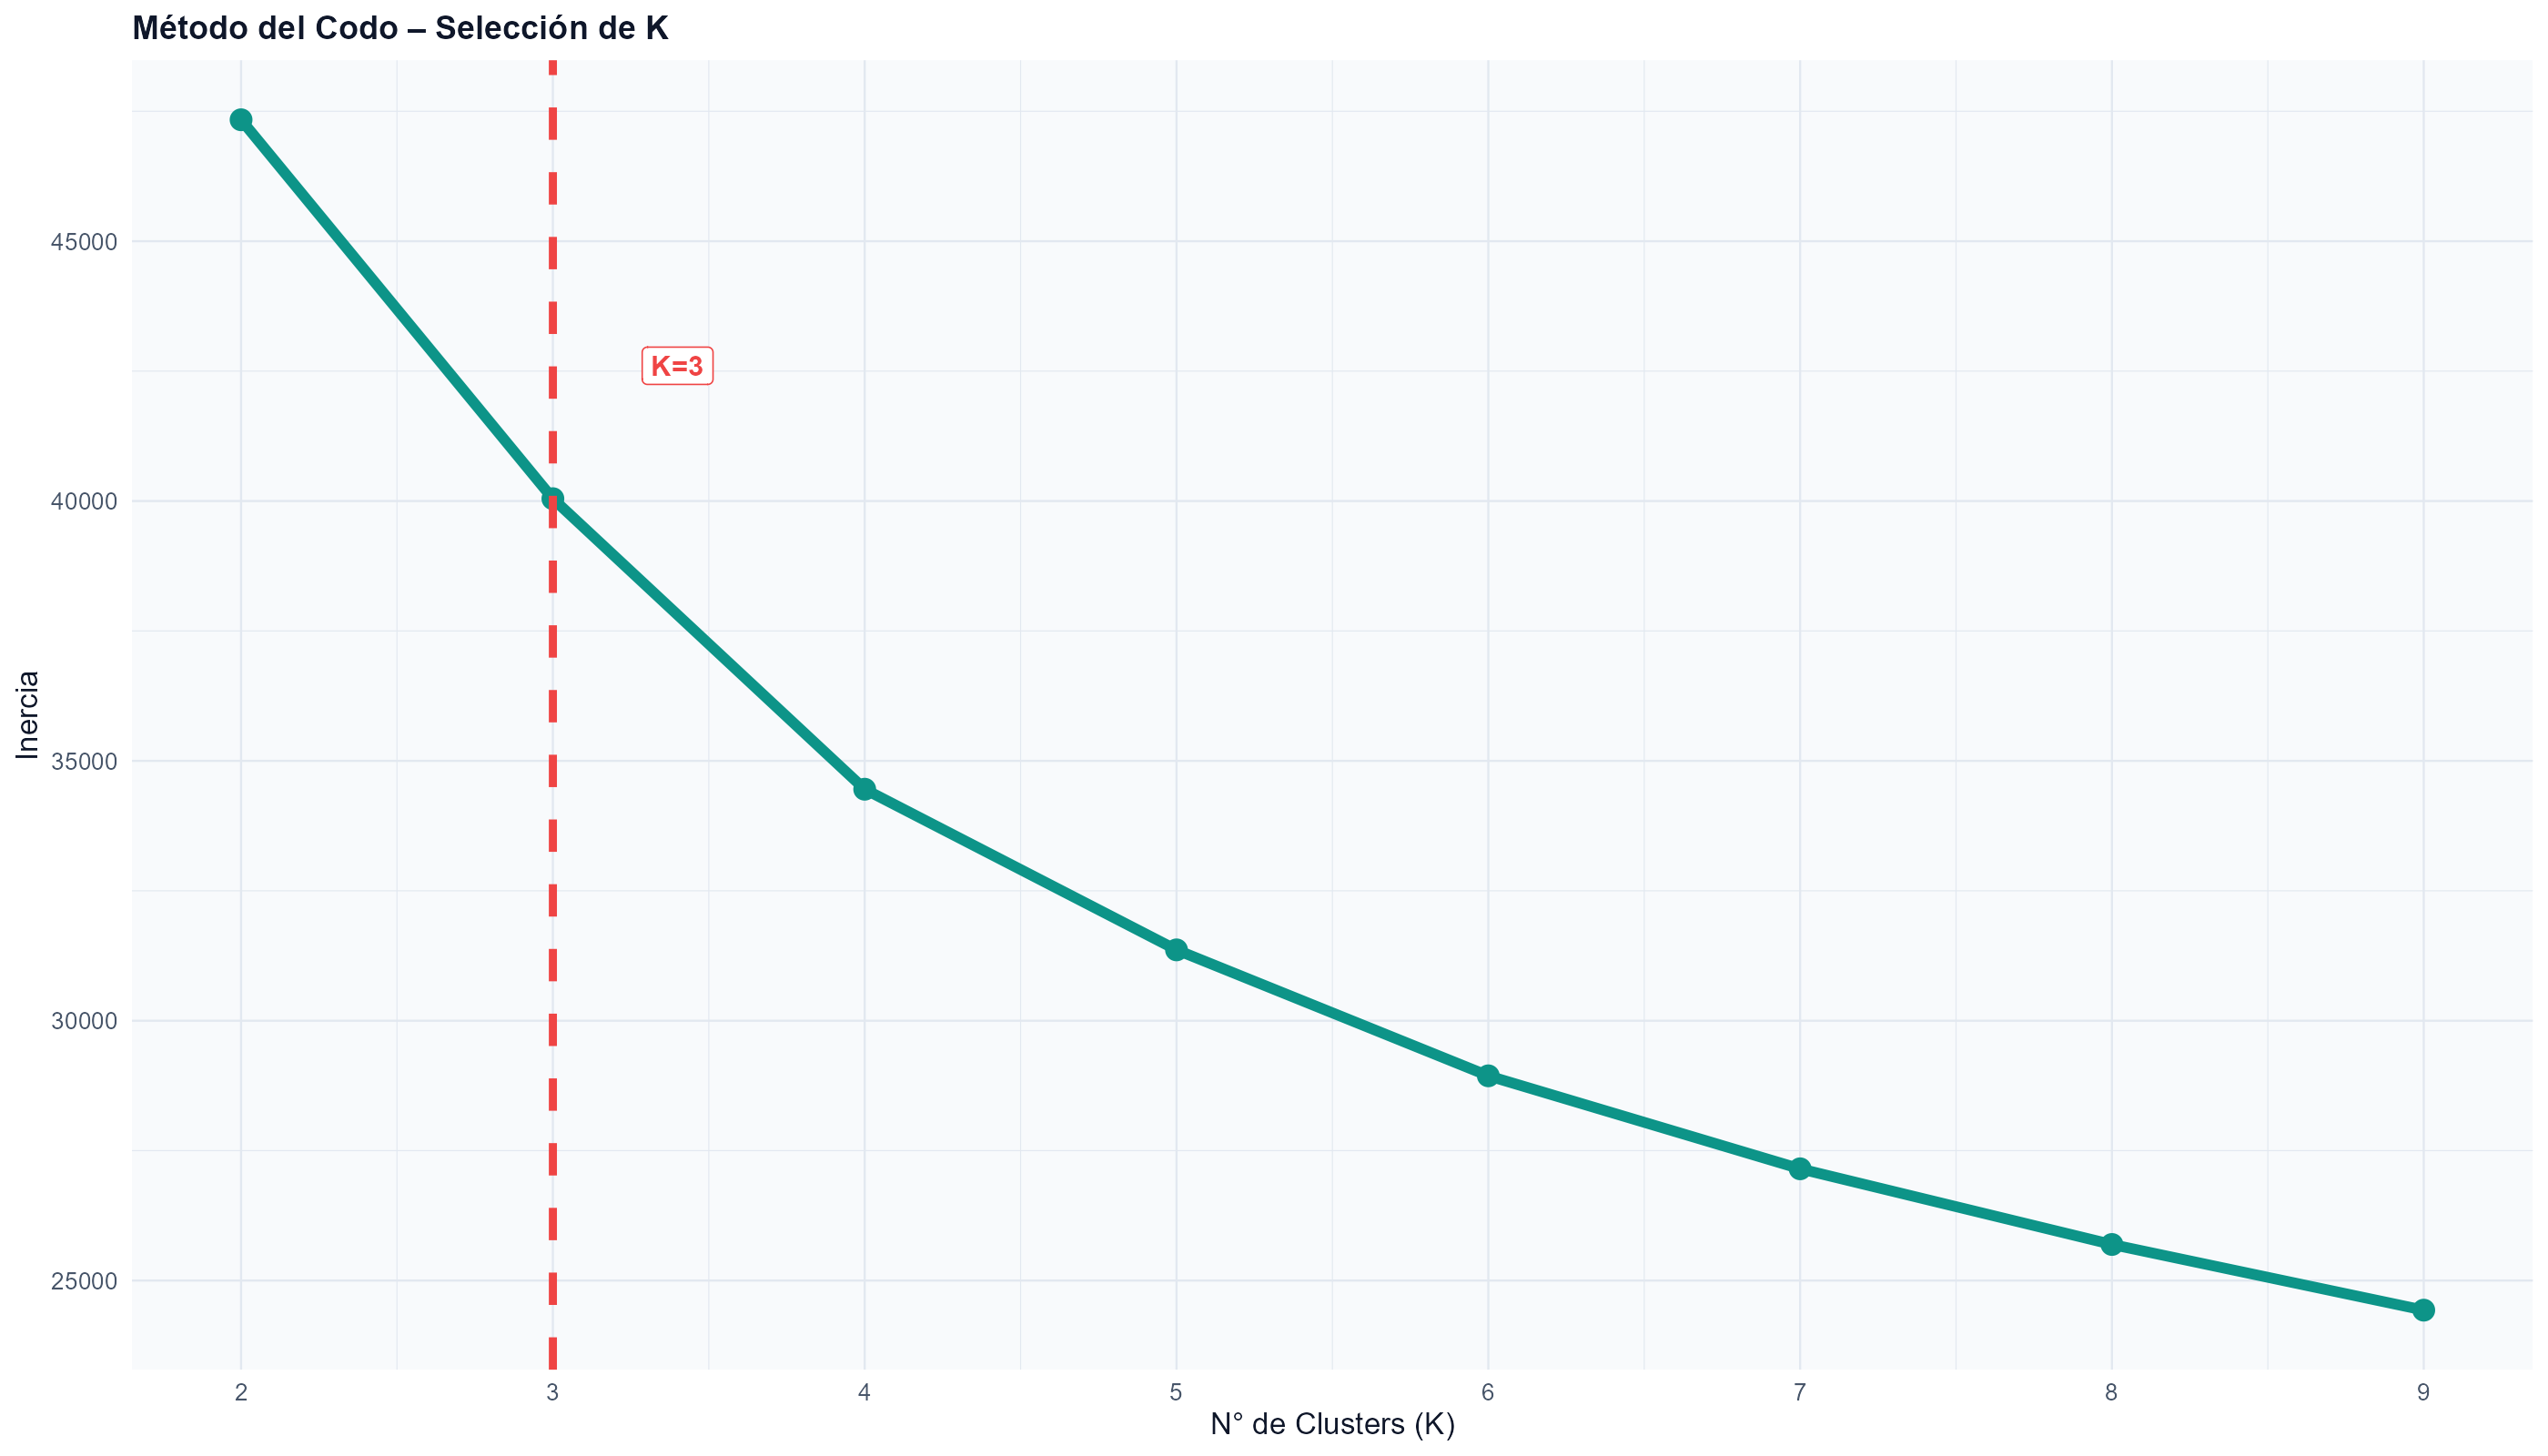 Método del Codo – Selección de K
Inercia
45000
40000
35000
30000
25000
K=3
2 3 4 5 6 7 8 9
N° de Clusters (K)